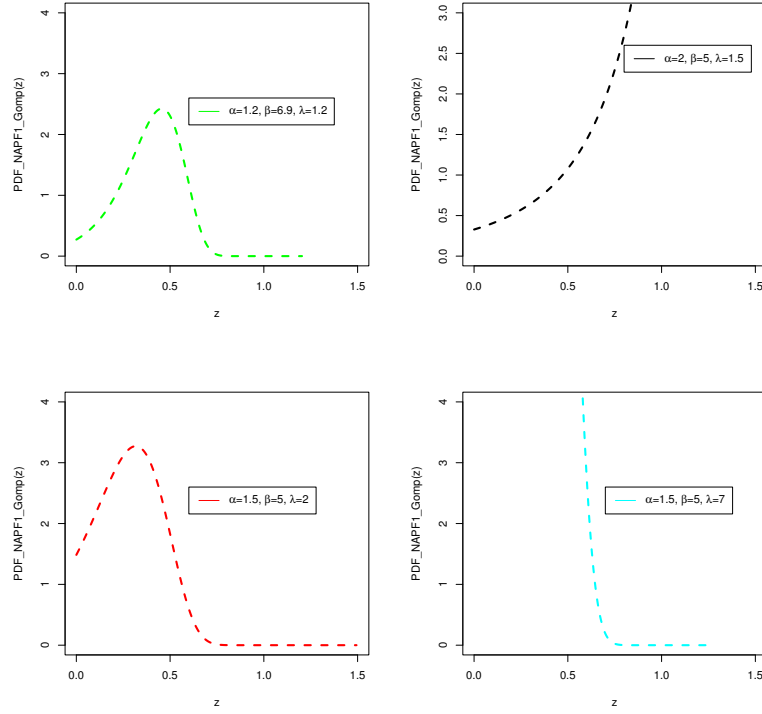 PDF_NAPF1_Gomp(z)
4
3
2
1
0
α=1.2, β=6.9, λ=1.2
0.0 0.5 1.0 1.5
z
PDF_NAPF1_Gomp(z)
3.0
2.5
2.0
1.5
1.0
0.5
0.0
α=2, β=5, λ=1.5
0.0 0.5 1.0 1.5
z
PDF_NAPF1_Gomp(z)
4
3
2
1
0
α=1.5, β=5, λ=2
0.0 0.5 1.0 1.5
z
PDF_NAPF1_Gomp(z)
4
3
2
1
0
α=1.5, β=5, λ=7
0.0 0.5 1.0 1.5
z